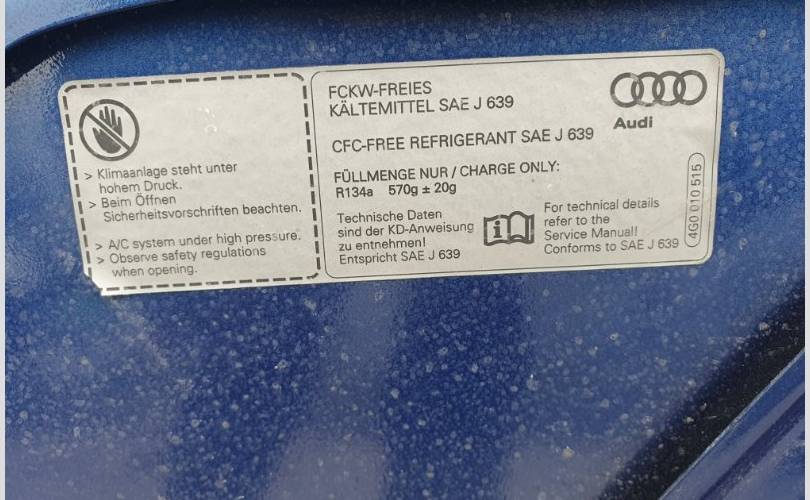 > Klimaanlage steht unter
hohem Druck.
> Beim Öffnen
Sicherheitsvorschriften beachten.
> A/C system under high pressure.
> Observe safety regulations
when opening.
FCKW-FREIES
KÄLTEMITTEL SAE J 639
CFC-FREE REFRIGERANT SAE J 639
FÜLLMENGE NUR / CHARGE ONLY:
R134a 570g ± 20g
Technische Daten
sind der KD-Anweisung
zu entnehmen!
Entspricht SAE J 639
i
For technical details
refer to the
Service Manual!
Conforms to SAE J 639
Audi
4G0 010 515